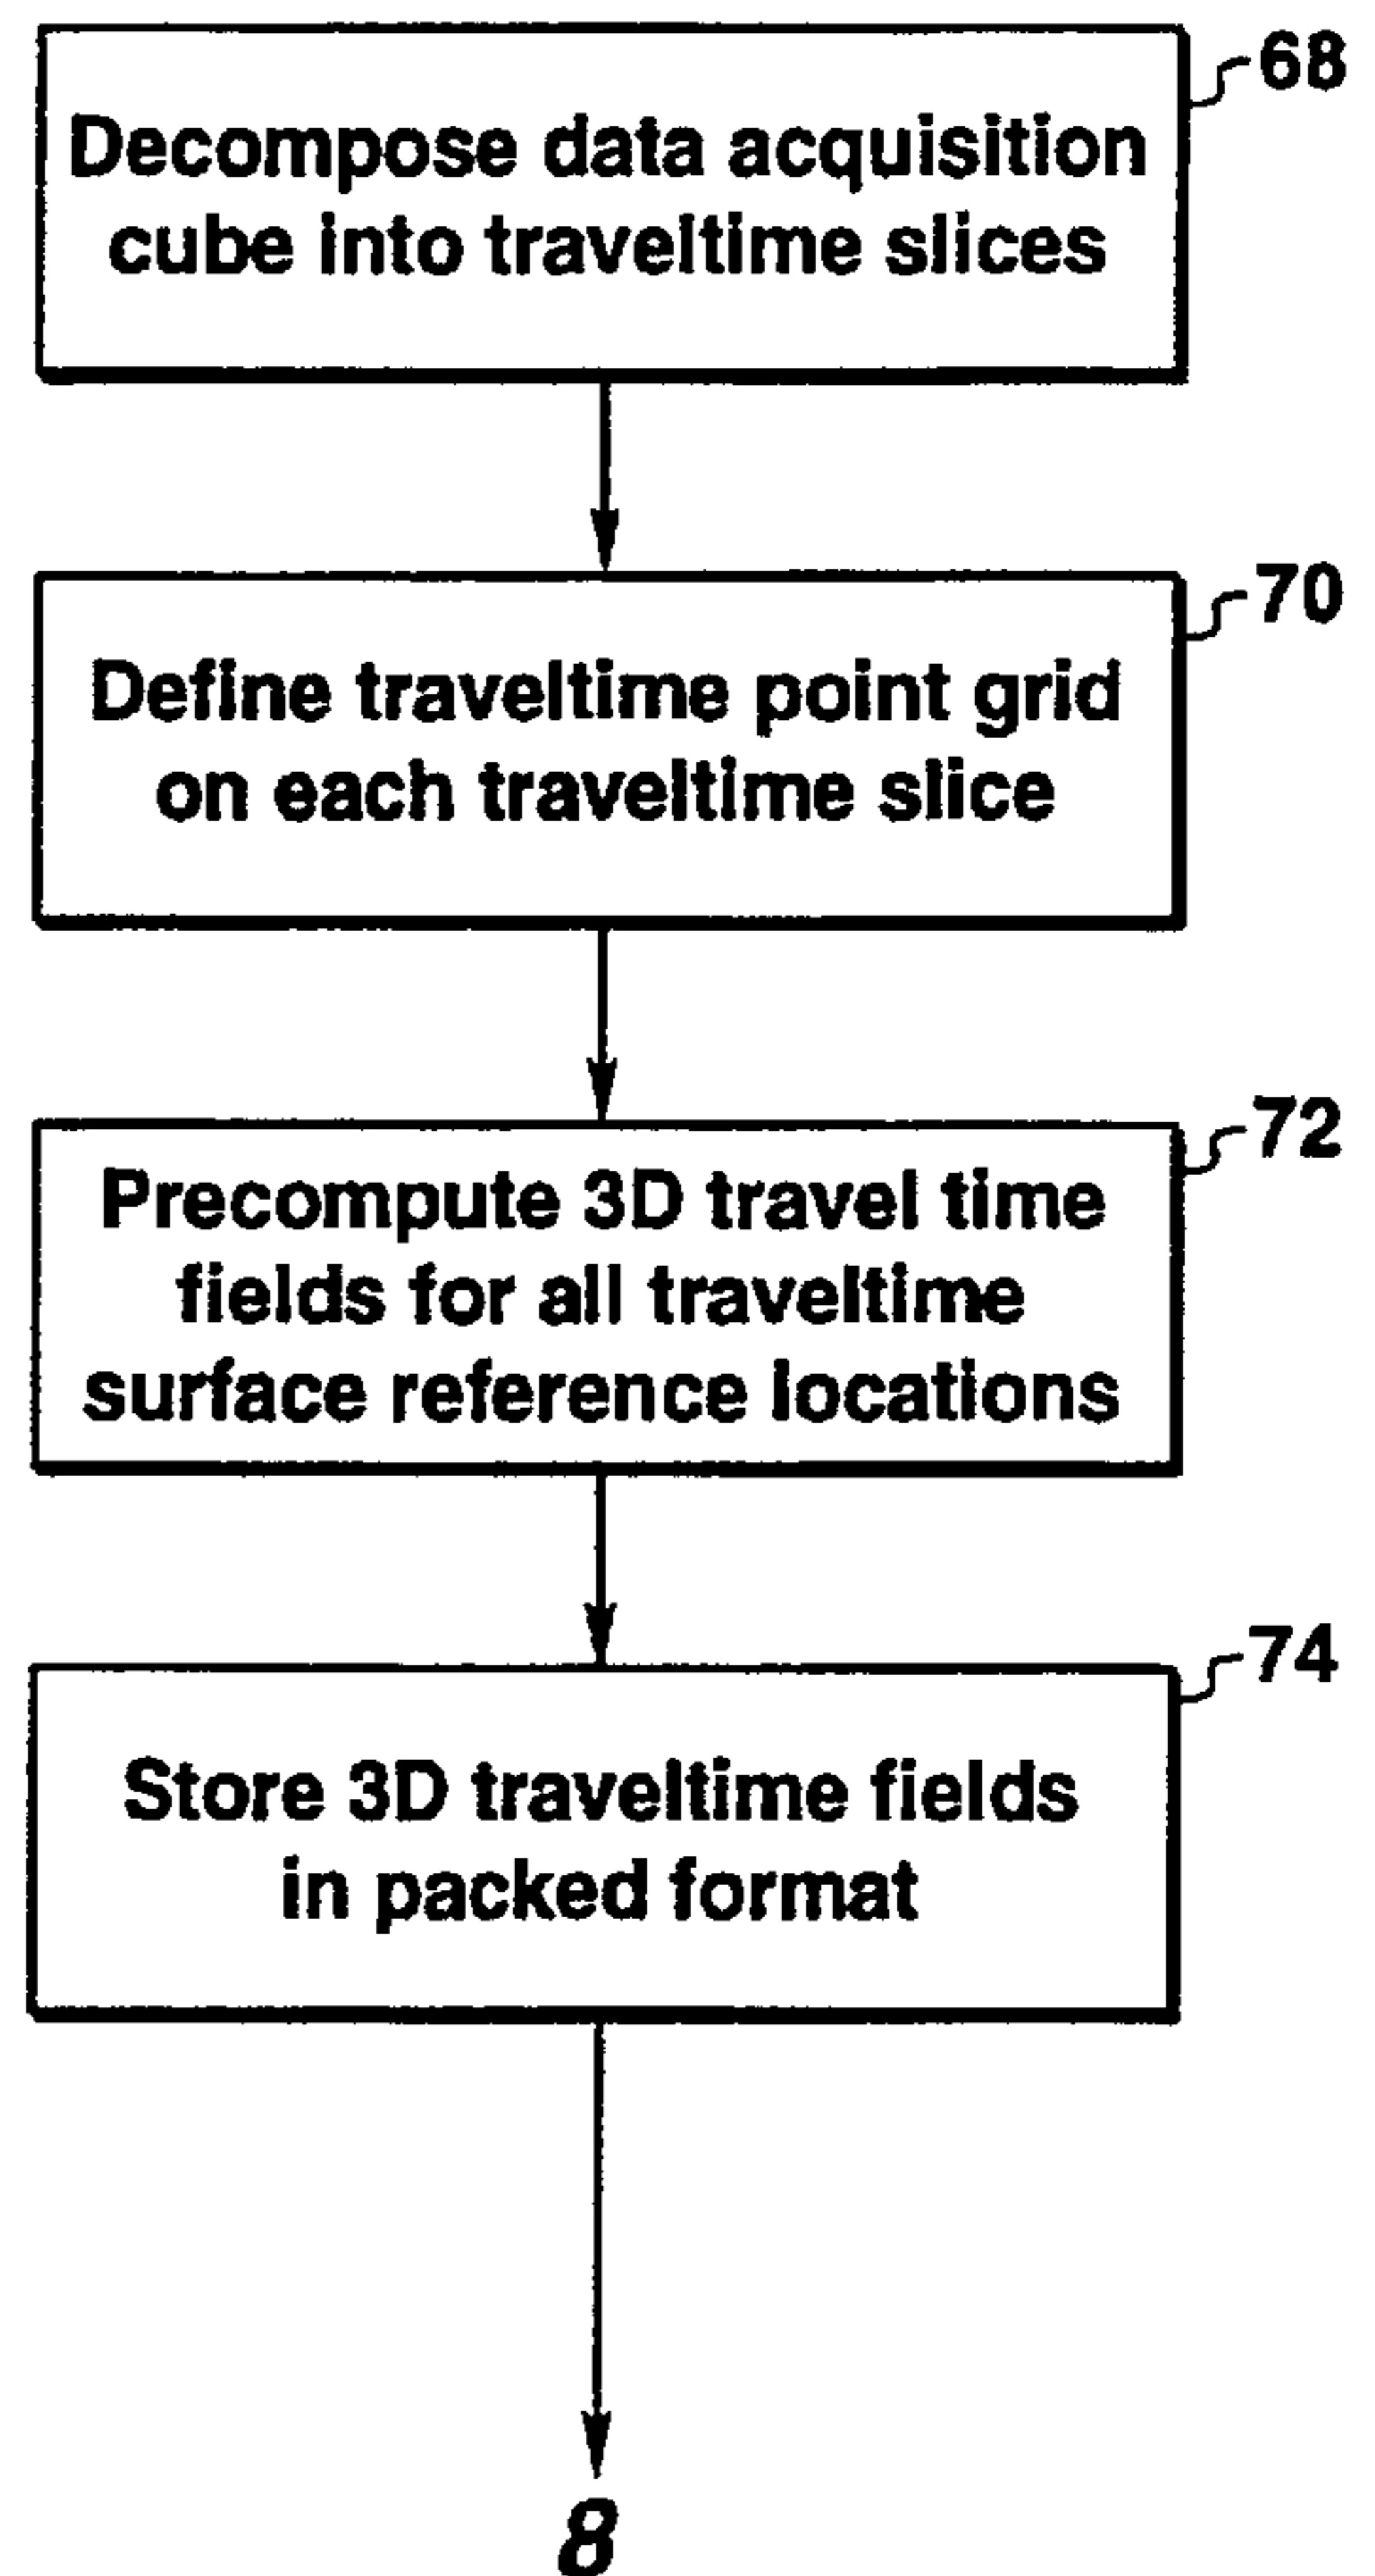 68
Decompose data acquisition
cube into traveltime slices
70
Define traveltime point grid
on each traveltime slice
72
Precompute 3D travel time
fields for all traveltime
surface reference locations
74
Store 3D traveltime fields
in packed format
8